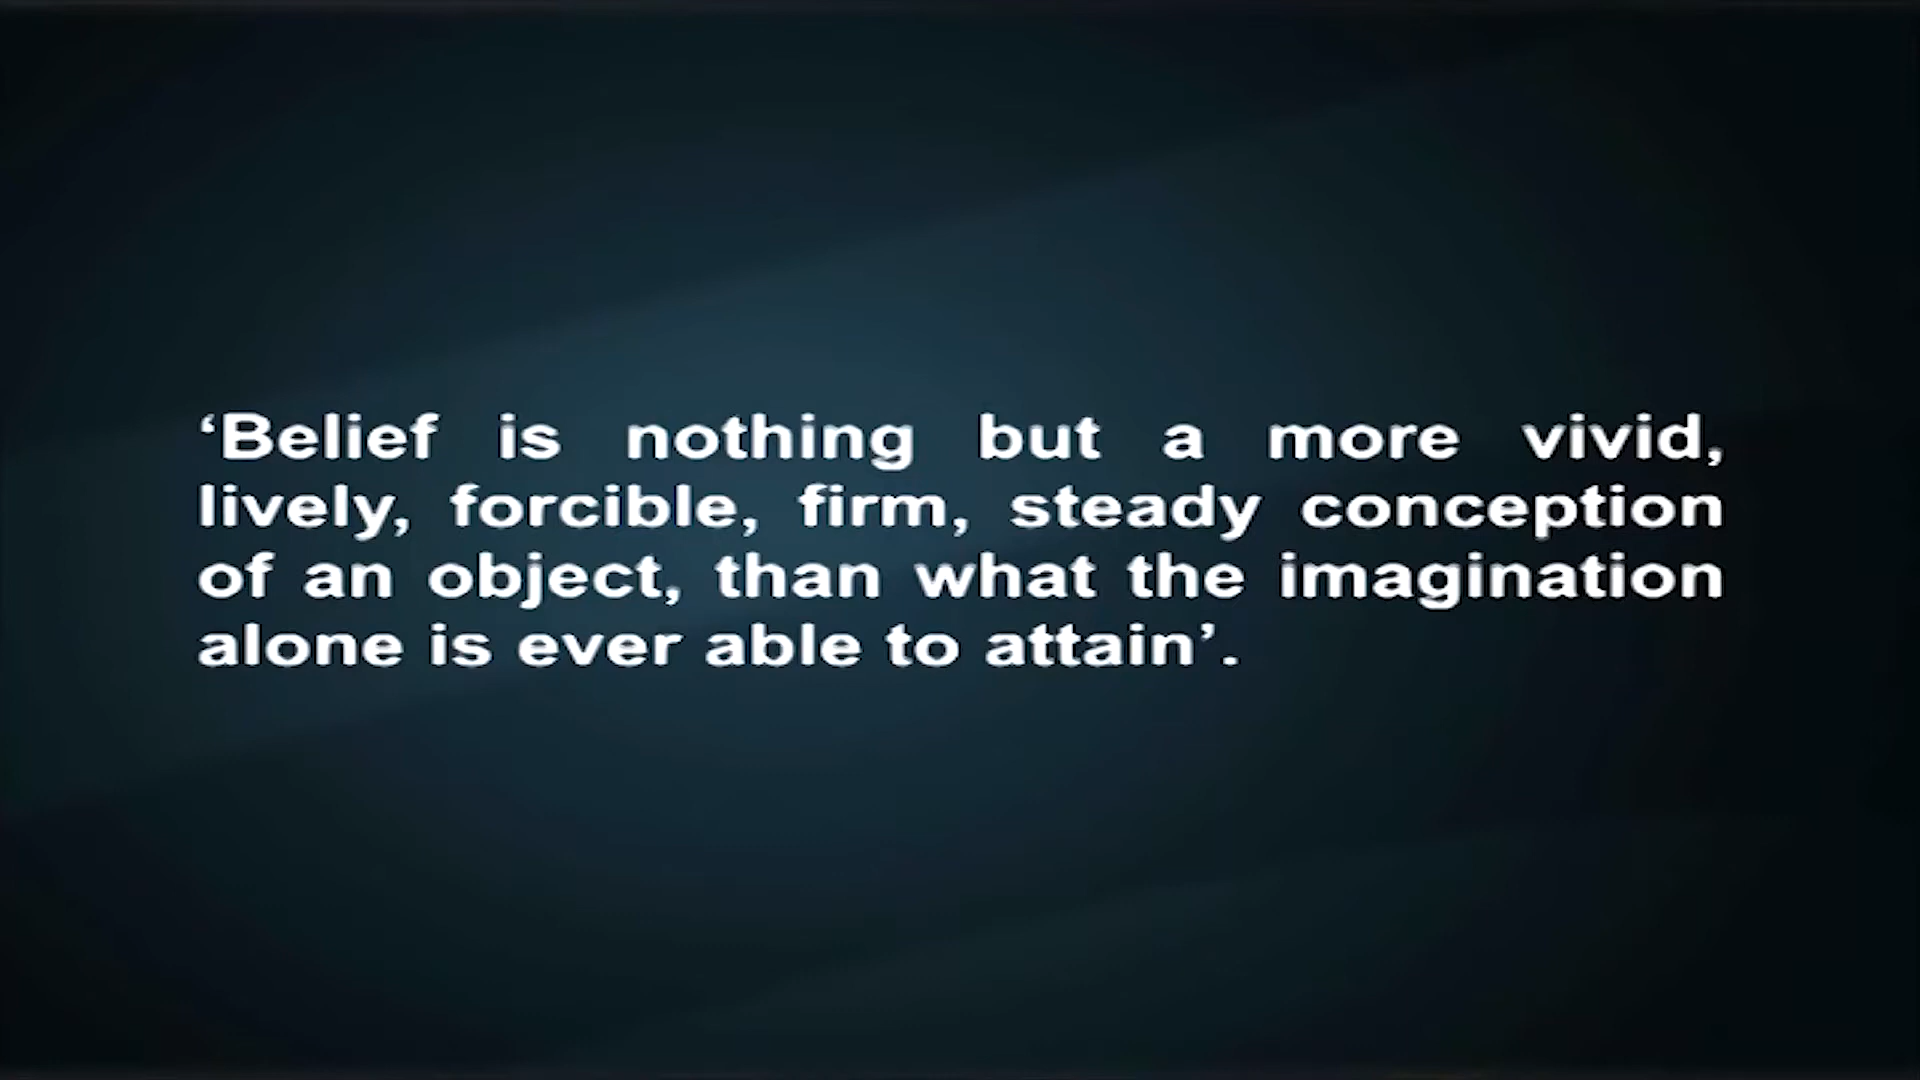 ‘Belief is nothing but a more vivid,
lively, forcible, firm, steady conception
of an object, than what the imagination
alone is ever able to attain’.